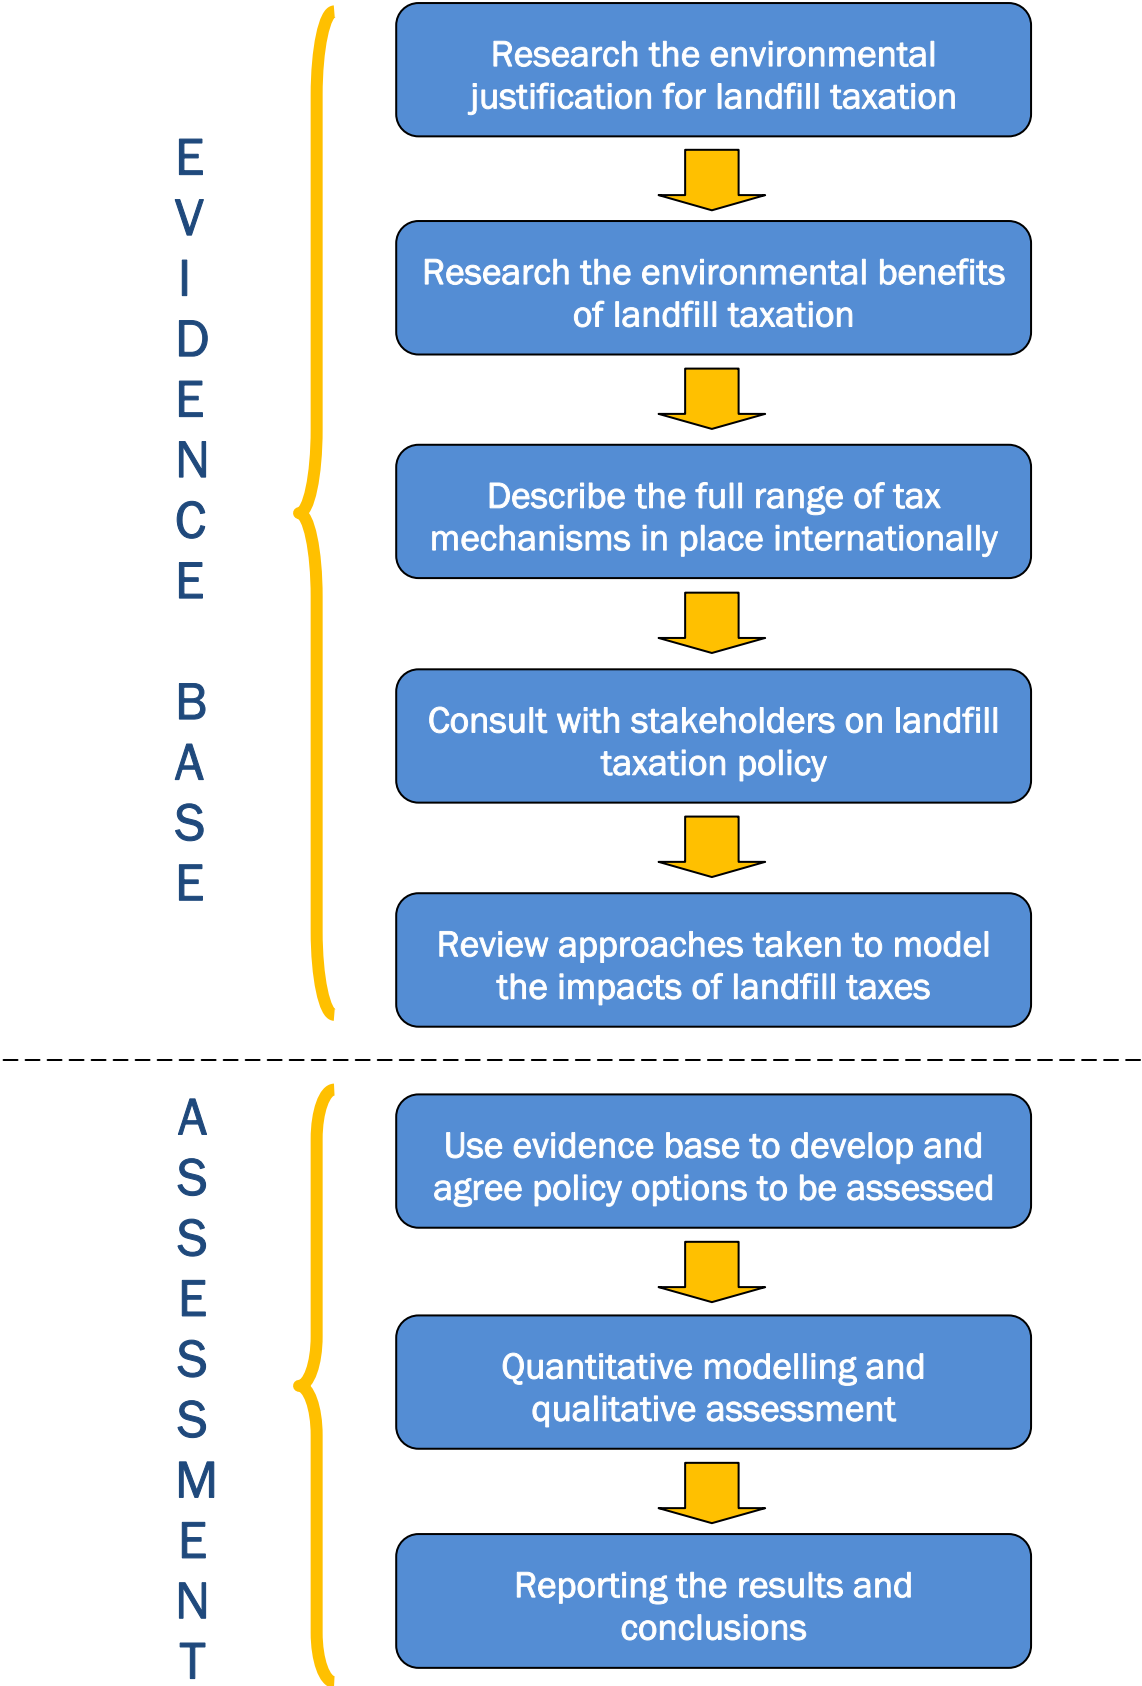 EVIDENCE BASE
Research the environmental
justification for landfill taxation
Research the environmental benefits
of landfill taxation
Describe the full range of tax
mechanisms in place internationally
Consult with stakeholders on landfill
taxation policy
Review approaches taken to model
the impacts of landfill taxes
ASSESSMENT
Use evidence base to develop and
agree policy options to be assessed
Quantitative modelling and
qualitative assessment
Reporting the results and
conclusions